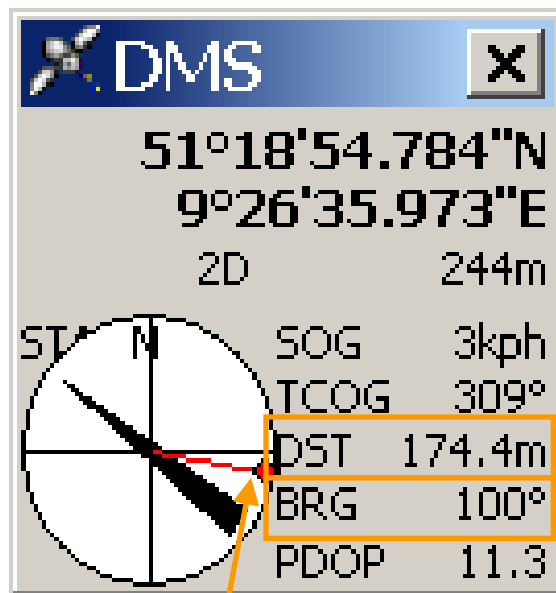 DMS
51°18'54.784"N
9°26'35.973"E
2D 244m
N
SOG 3kph
TCOG 309°
DST 174.4m
BRG 100°
PDOP 11.3